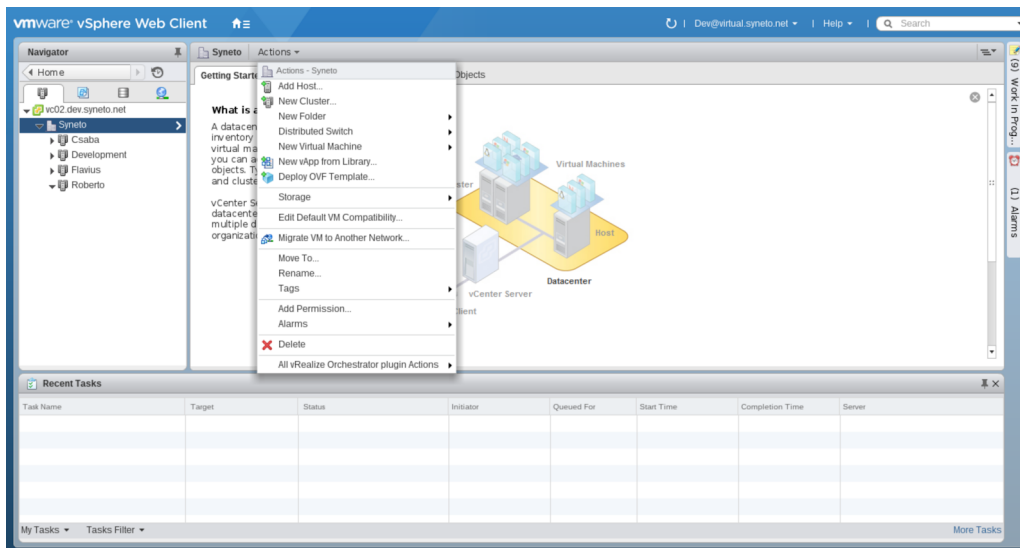 vmware® vSphere Web Client
Dev@virtual.syneto.net
Help
Search
Navigator
Home
vc02.dev.syneto.net
Syneto
Csaba
Development
Flavius
Roberto
Syneto
Actions
Getting Starte
Objects
What is a
A datacen
inventory
virtual ma
you can a
objects. Ty
and cluste
vCenter S
datacente
multiple d
organizati
Actions - Syneto
Add Host...
New Cluster...
New Folder
Distributed Switch
New Virtual Machine
New vApp from Library...
Deploy OVF Template...
Storage
Edit Default VM Compatibility...
Migrate VM to Another Network...
Move To...
Rename...
Tags
Add Permission...
Alarms
Delete
All vRealize Orchestrator plugin Actions
Virtual Machines
ster
Host
Datacenter
vCenter Server
lient
(9) Work In Prog...
(1) Alarms
Recent Tasks
Task Name Target Status Initiator Queued For Start Time Completion Time Server
My Tasks Tasks Filter
More Tasks